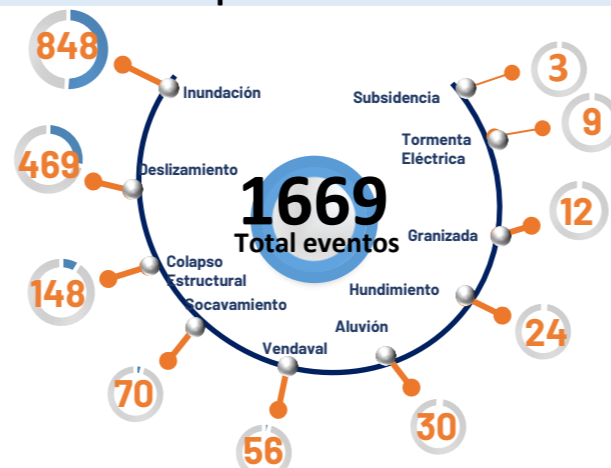 848
Inundación
469
Deslizamiento
148
Colapso
Estructural
70
Socavamiento
56
Vendaval
1669
Total eventos
3
Subsidencia
9
Tormenta
Eléctrica
12
Granizada
24
Hundimiento
30
Aluvión